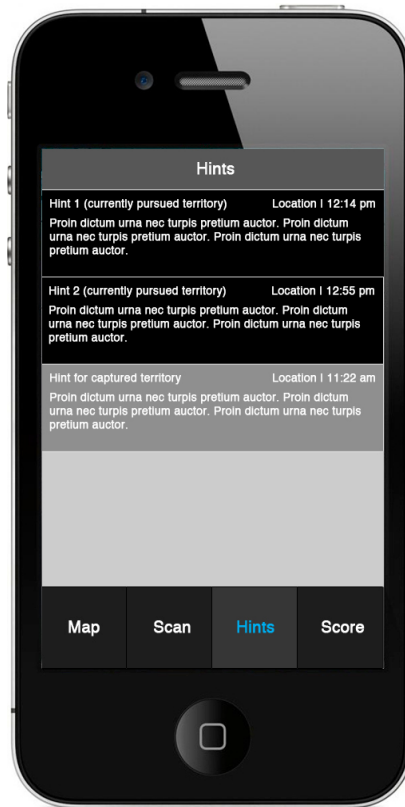 Hints
Hint 1 (currently pursued territory) Location | 12:14 pm
Proin dictum urna nec turpis pretium auctor. Proin dictum
urna nec turpis pretium auctor. Proin dictum urna nec turpis
pretium auctor.
Hint 2 (currently pursued territory) Location | 12:55 pm
Proin dictum urna nec turpis pretium auctor. Proin dictum
urna nec turpis pretium auctor. Proin dictum urna nec turpis
pretium auctor.
Hint for captured territory Location | 11:22 am
Proin dictum urna nec turpis pretium auctor. Proin dictum
urna nec turpis pretium auctor. Proin dictum urna nec turpis
pretium auctor.
Map Scan Hints Score